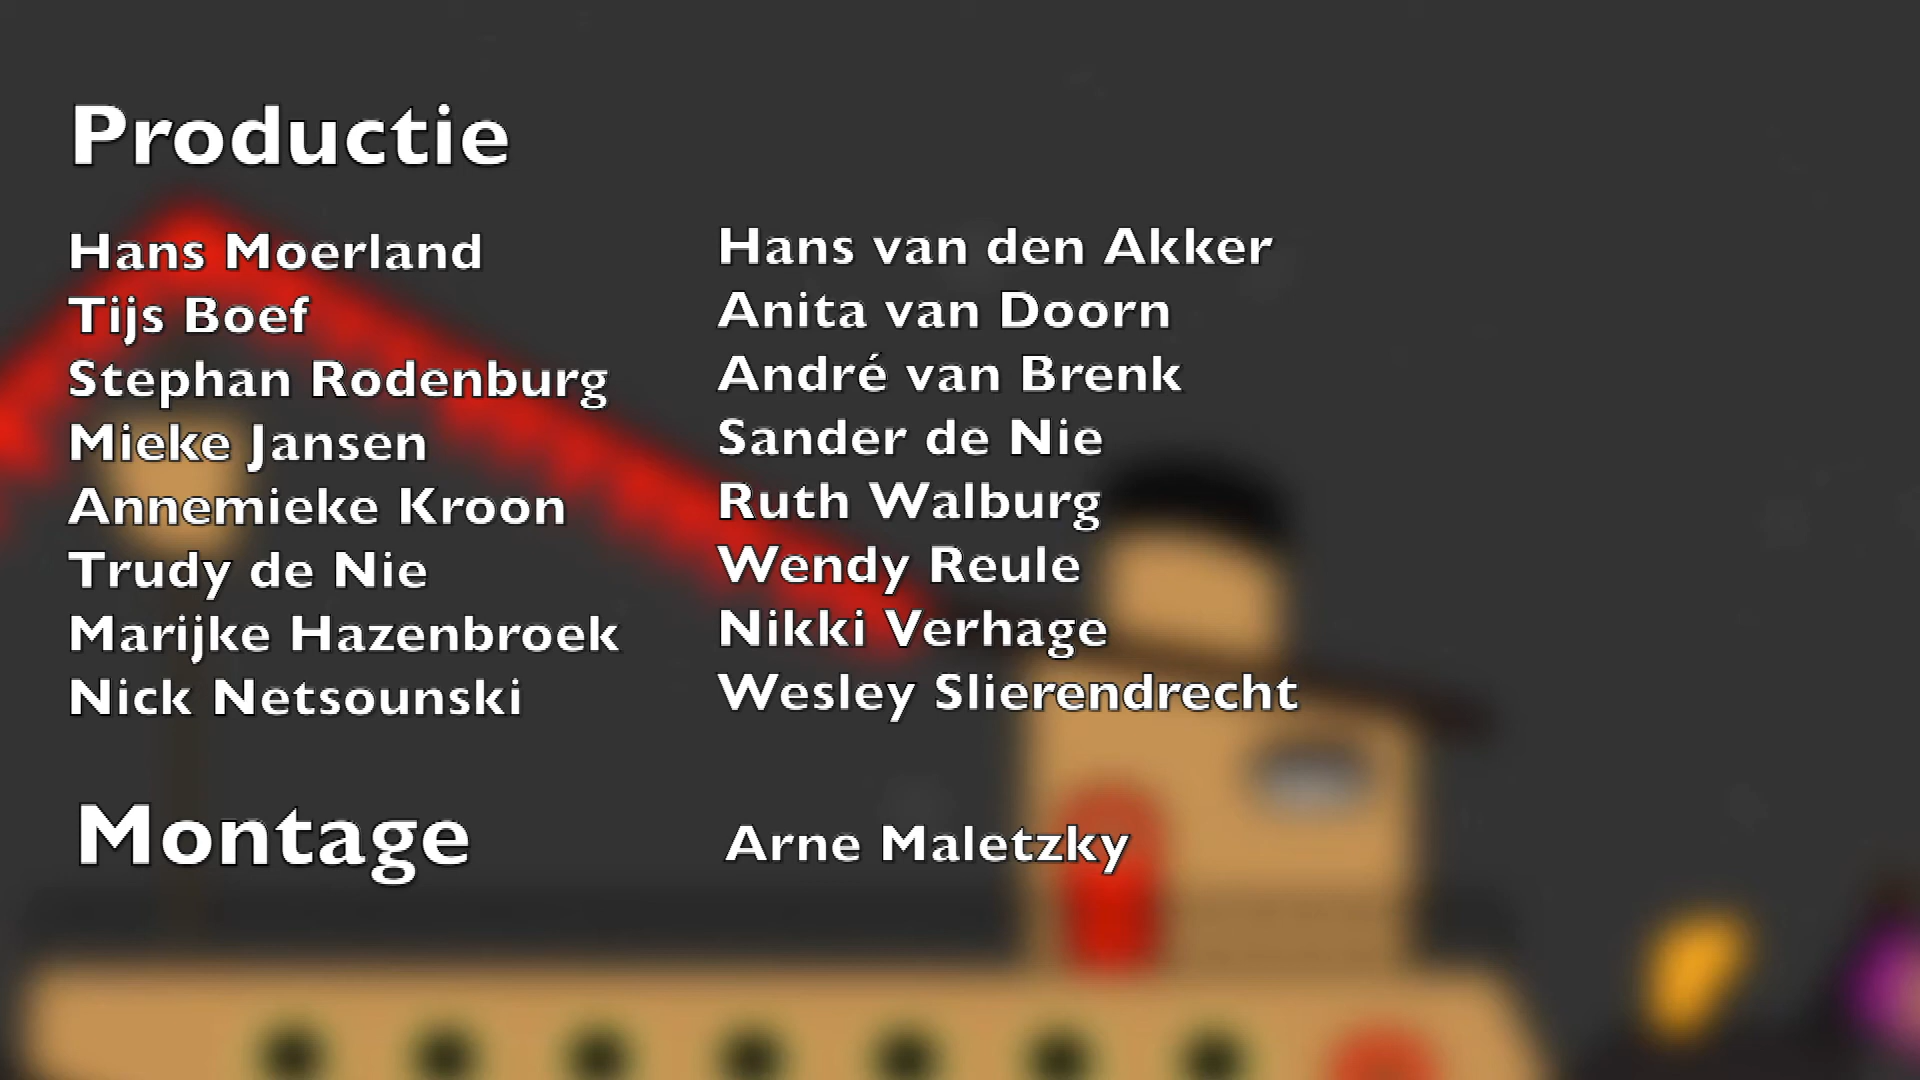 Productie
Hans Moerland
Tijs Boef
Stephan Rodenburg
Mieke Jansen
Annemieke Kroon
Trudy de Nie
Marijke Hazenbroek
Nick Netsounski
Hans van den Akker
Anita van Doorn
André van Brenk
Sander de Nie
Ruth Walburg
Wendy Reule
Nikki Verhage
Wesley Slierendrecht
Montage
Arne Maletzky